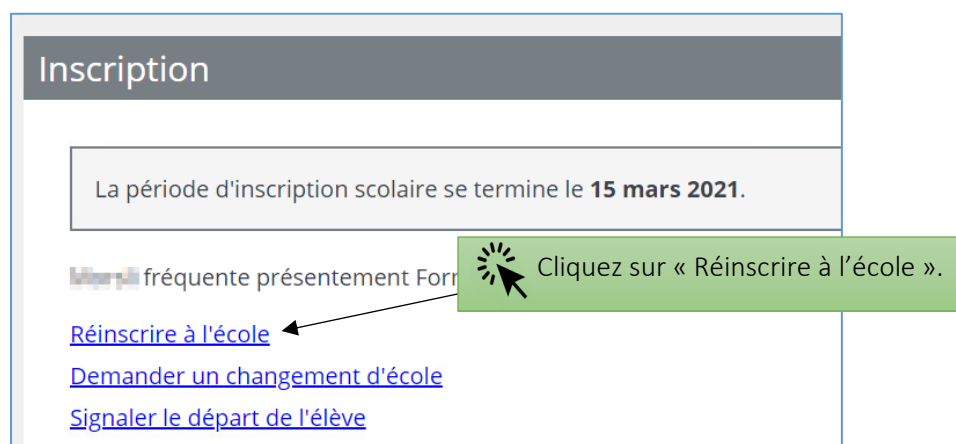 Inscription
La période d'inscription scolaire se termine le 15 mars 2021.
fréquente présentement
Cliquez sur « Réinscrire à l'école ».
Réinscrire à l'école
Demander un changement d'école
Signaler le départ de l'élève